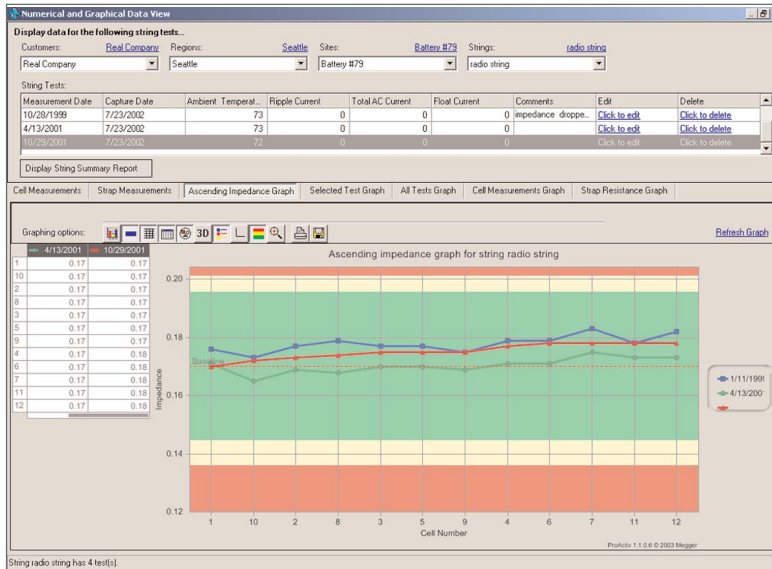 Numerical and Graphical Data View
Display data for the following string tests...
Customers: Real Company Regions: Seattle Sites: Battery #79 Strings: radio string
Real Company Seattle Battery #79 radio string
String Tests:
Measurement Date Capture Date Ambient Temperat... Ripple Current Total AC Current Float Current Comments Edit Delete
10/28/1999 7/23/2002 73 0 0 0 impedance droppe... Click to edit Click to delete
4/13/2001 7/23/2002 73 0 0 0 Click to edit Click to delete
10/29/2001 7/23/2002 72 0 0 0 Click to edit Click to delete
Display String Summary Report
Cell Measurements Strap Measurements Ascending Impedance Graph Selected Test Graph All Tests Graph Cell Measurements Graph Strap Resistance Graph
Graphing options: 3D Refresh Graph
4/13/2001 10/29/2001
1 0.17 0.17
10 0.17 0.17
2 0.17 0.17
8 0.17 0.17
3 0.17 0.17
5 0.17 0.17
9 0.17 0.17
4 0.17 0.18
6 0.17 0.18
7 0.17 0.18
11 0.17 0.18
12 0.17 0.18
Ascending impedance graph for string radio string
Impedance
0.20
0.18
Baseline
0.16
0.14
0.12
1 10 2 8 3 5 9 4 6 7 11 12
Cell Number
1/11/199
4/13/200
ProActiv 1.1.0.6 © 2003 Megger
String radio string has 4 test(s).